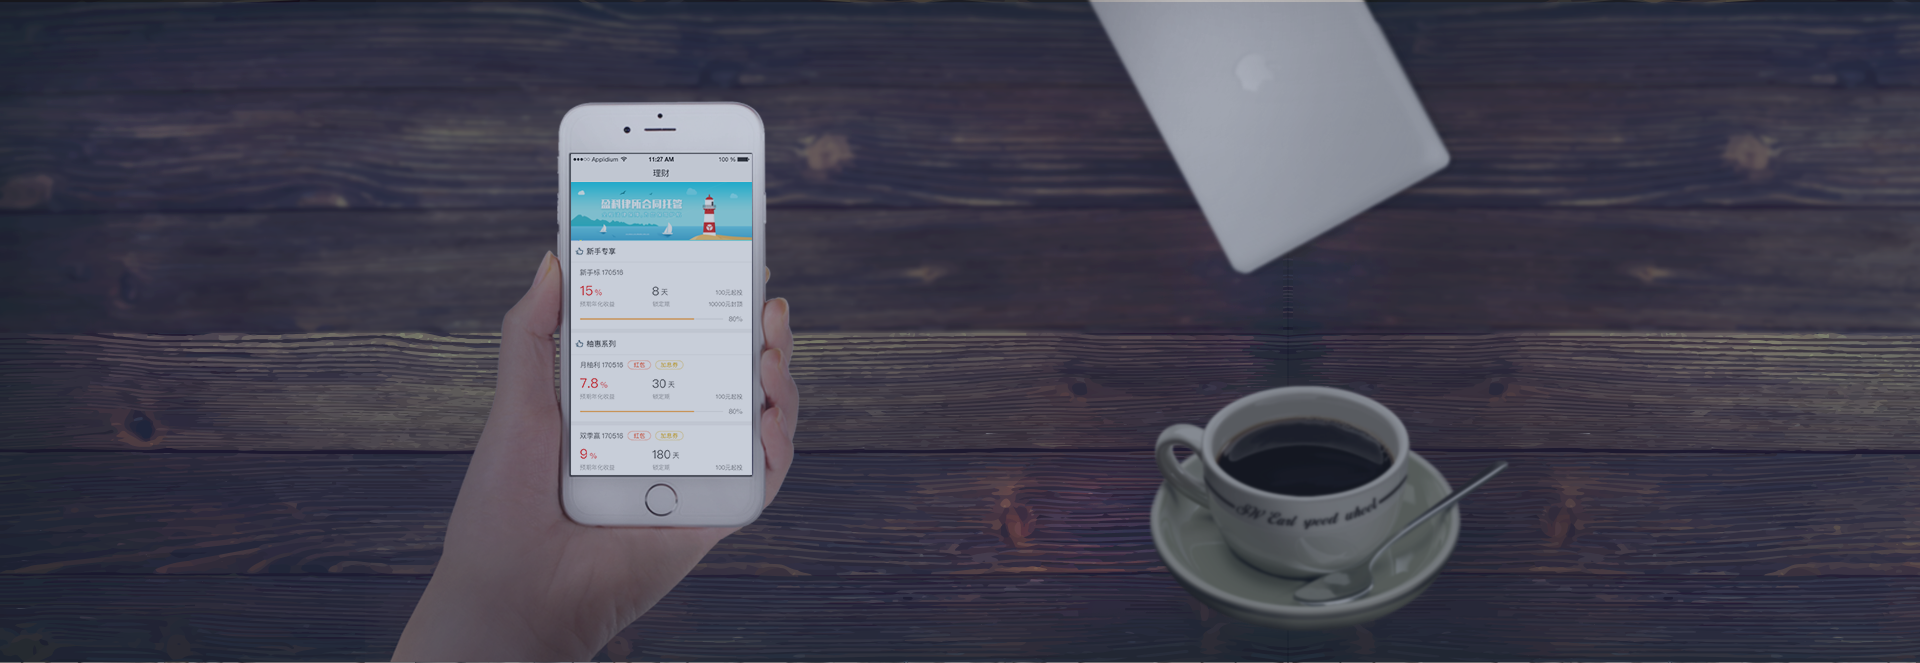 Applidium
11:27 AM
100 %
理财
盈科律所合同托管
新手专享
新手标 170516
15 %
8 天
100元起投
预期年化收益
锁定期
10000元封顶
80%
柚惠系列
月柚利 170516 红包 加息券
7.8 %
30 天
预期年化收益
锁定期
100元起投
80%
双季赢 170516 红包 加息券
9 %
180 天
预期年化收益
锁定期
100元起投
good wheel